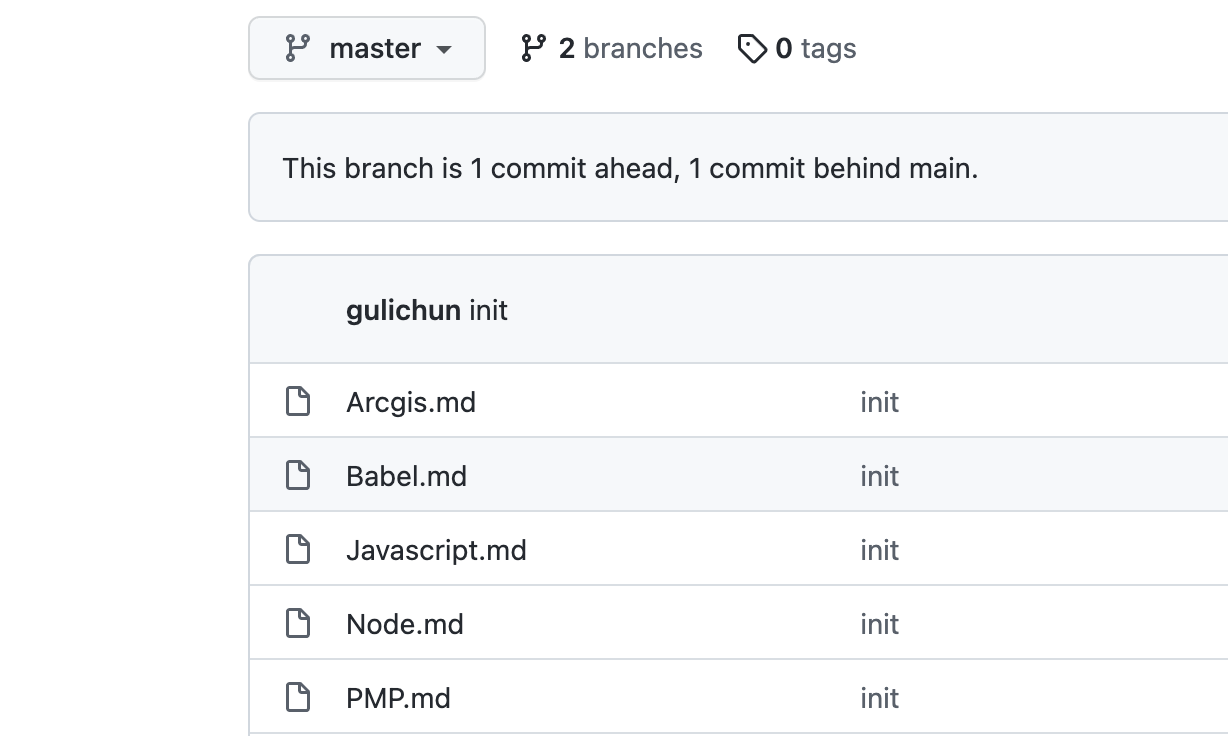 master 2 branches 0 tags
This branch is 1 commit ahead, 1 commit behind main.
gulichun init
Arcgis.md init
Babel.md init
Javascript.md init
Node.md init
PMP.md init